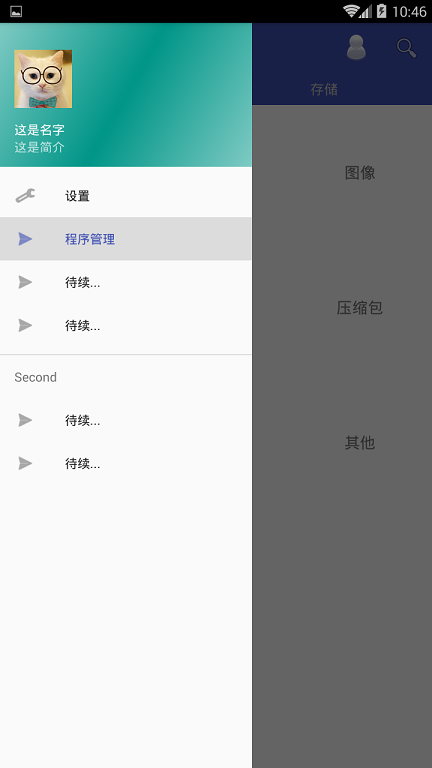 10:46
这是名字
这是简介
设置
程序管理
待续...
待续...
Second
待续...
待续...
存储
图像
压缩包
其他